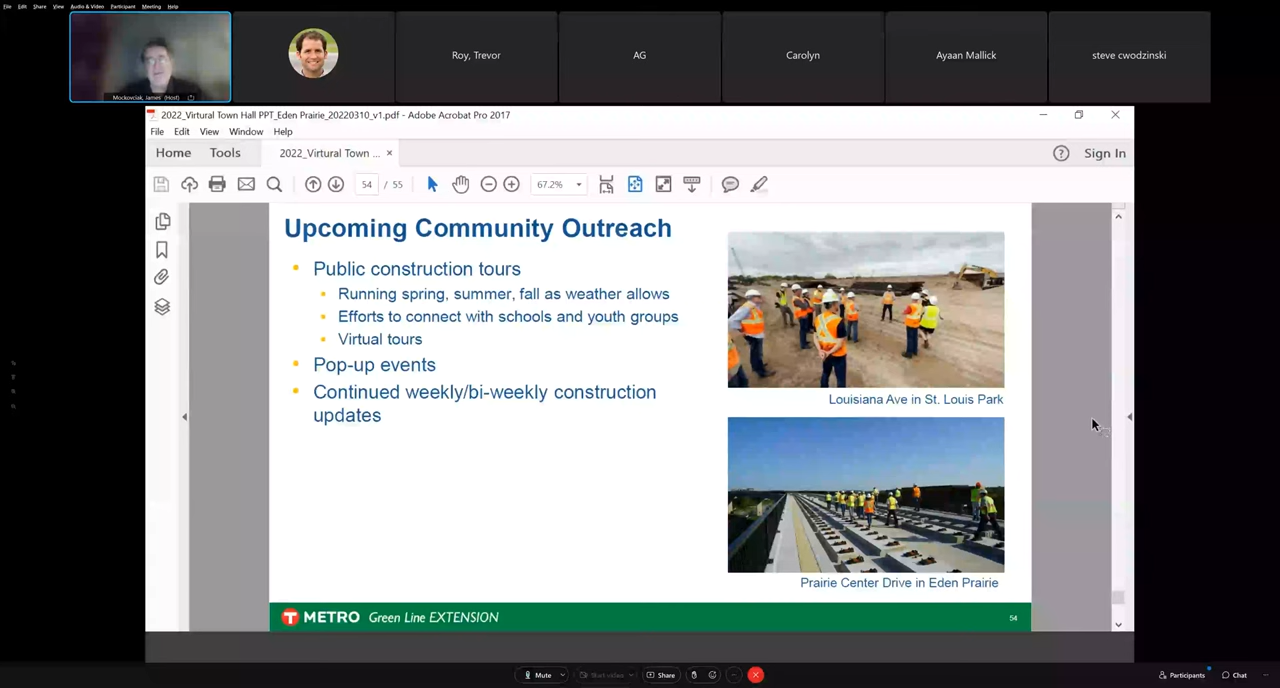 File Edit Share View Audio & Video Participant Meeting Help
Mockovciak, James (Host)
Roy, Trevor
AG
Carolyn
Ayaan Mallick
steve cwodzinski
2022_Virtural Town Hall PPT_Eden Prairie_20220310_v1.pdf - Adobe Acrobat Pro 2017
File Edit View Window Help
Home Tools 2022_Virtural Town ... × Sign In
54 / 55 67.2%
Upcoming Community Outreach
• Public construction tours
• Running spring, summer, fall as weather allows
• Efforts to connect with schools and youth groups
• Virtual tours
• Pop-up events
• Continued weekly/bi-weekly construction
updates
Louisiana Ave in St. Louis Park
Prairie Center Drive in Eden Prairie
T METRO Green Line EXTENSION 54
Mute Start video Share Participants Chat